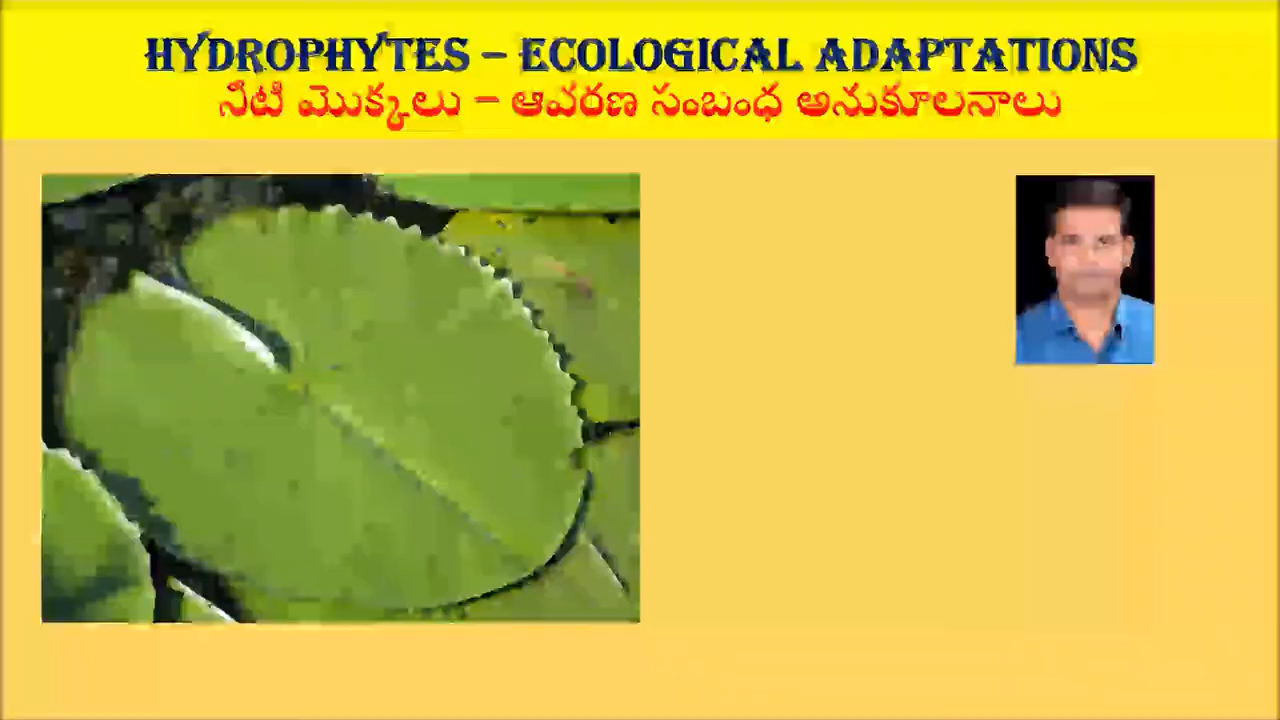 HYDROPHYTES – ECOLOGICAL ADAPTATIONS
నీటి మొక్కలు – ఆవరణ సంబంధ అనుకూలనాలు